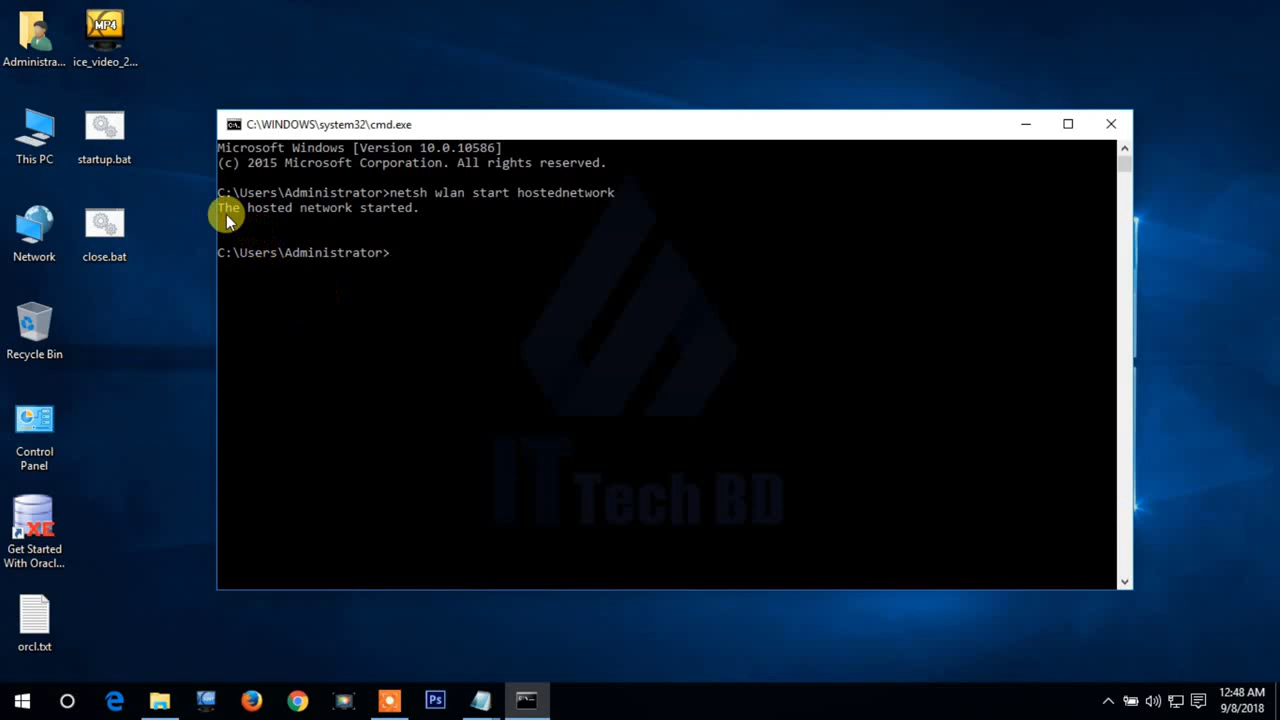 Administra...
ice_video_2...
MP4
This PC
startup.bat
Network
close.bat
Recycle Bin
Control
Panel
XE
Get Started
With Oracl...
orcl.txt
C:\WINDOWS\system32\cmd.exe
Microsoft Windows [Version 10.0.10586]
(c) 2015 Microsoft Corporation. All rights reserved.
C:\Users\Administrator>netsh wlan start hostednetwork
The hosted network started.
C:\Users\Administrator>
IT Tech BD
Ps
12:48 AM
9/8/2018